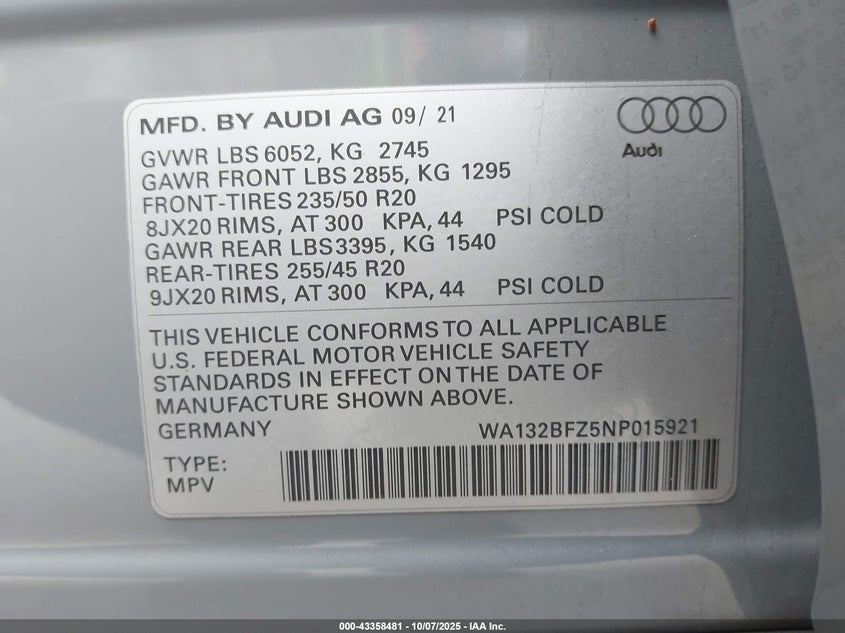 MFD. BY AUDI AG 09/ 21
Audi
GVWR LBS 6052, KG 2745
GAWR FRONT LBS 2855, KG 1295
FRONT-TIRES 235/50 R20
8JX20 RIMS, AT 300 KPA, 44 PSI COLD
GAWR REAR LBS3395, KG 1540
REAR-TIRES 255/45 R20
9JX20 RIMS, AT 300 KPA, 44 PSI COLD
THIS VEHICLE CONFORMS TO ALL APPLICABLE
U.S. FEDERAL MOTOR VEHICLE SAFETY
STANDARDS IN EFFECT ON THE DATE OF
MANUFACTURE SHOWN ABOVE.
GERMANY WA132BFZ5NP015921
TYPE:
MPV
000-43358481 - 10/07/2025 - IAA Inc.